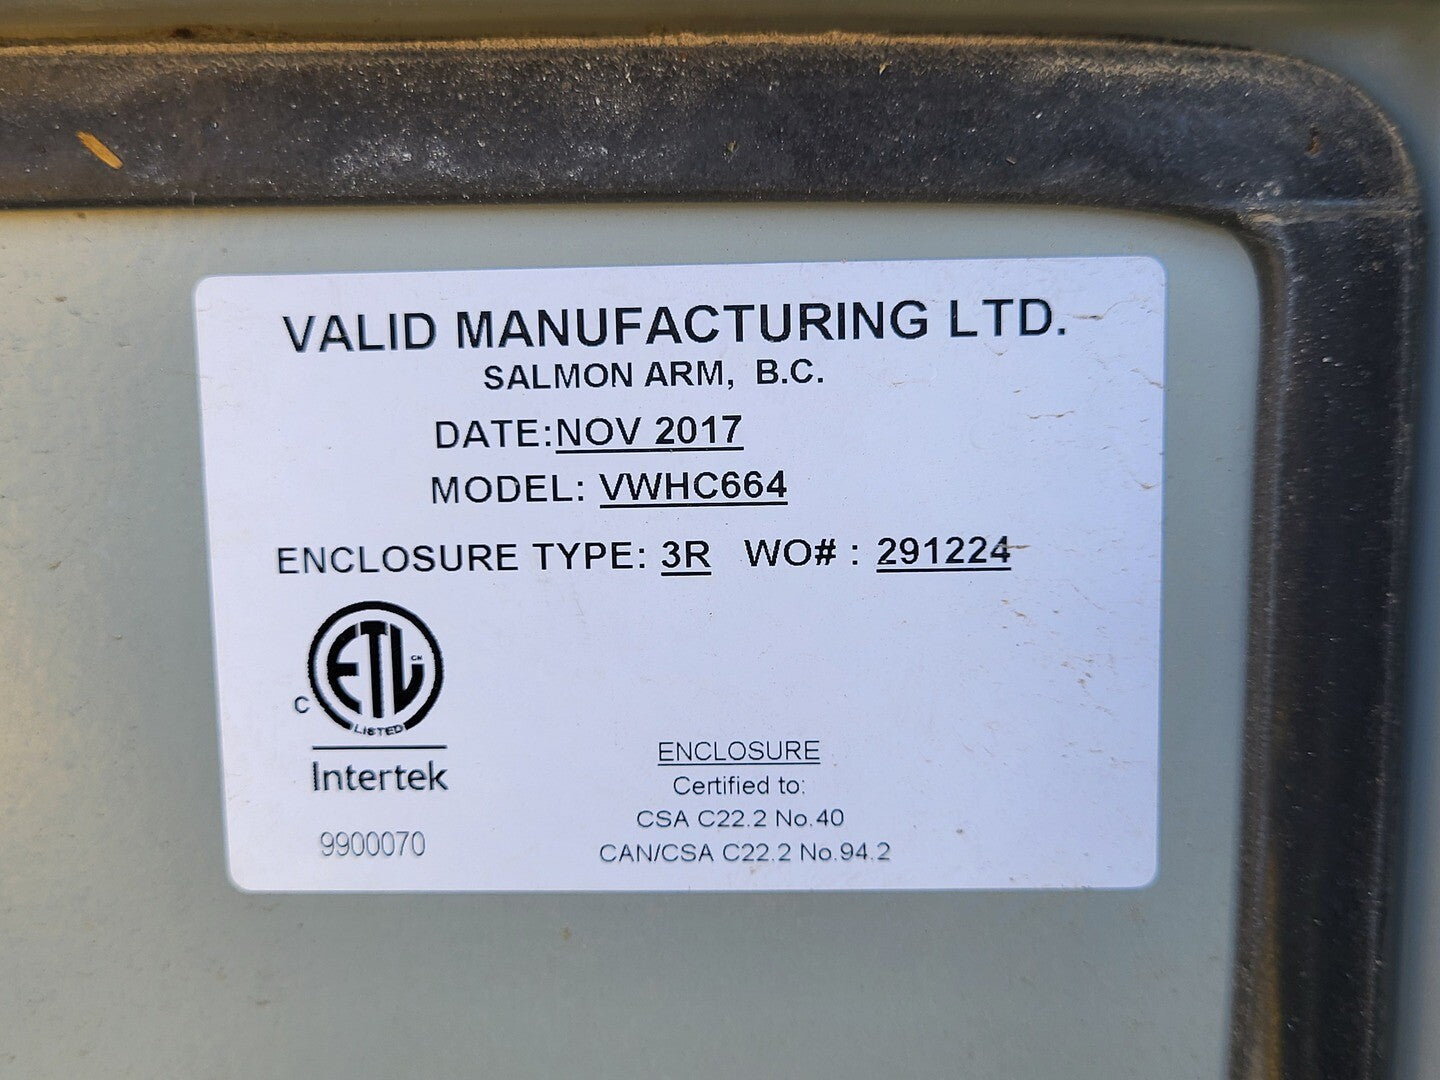 VALID MANUFACTURING LTD.
SALMON ARM, B.C.
DATE: NOV 2017
MODEL: VWHC664
ENCLOSURE TYPE: 3R WO# : 291224
ETL CM
C LISTED
Intertek
9900070
ENCLOSURE
Certified to:
CSA C22.2 No.40
CAN/CSA C22.2 No.94.2